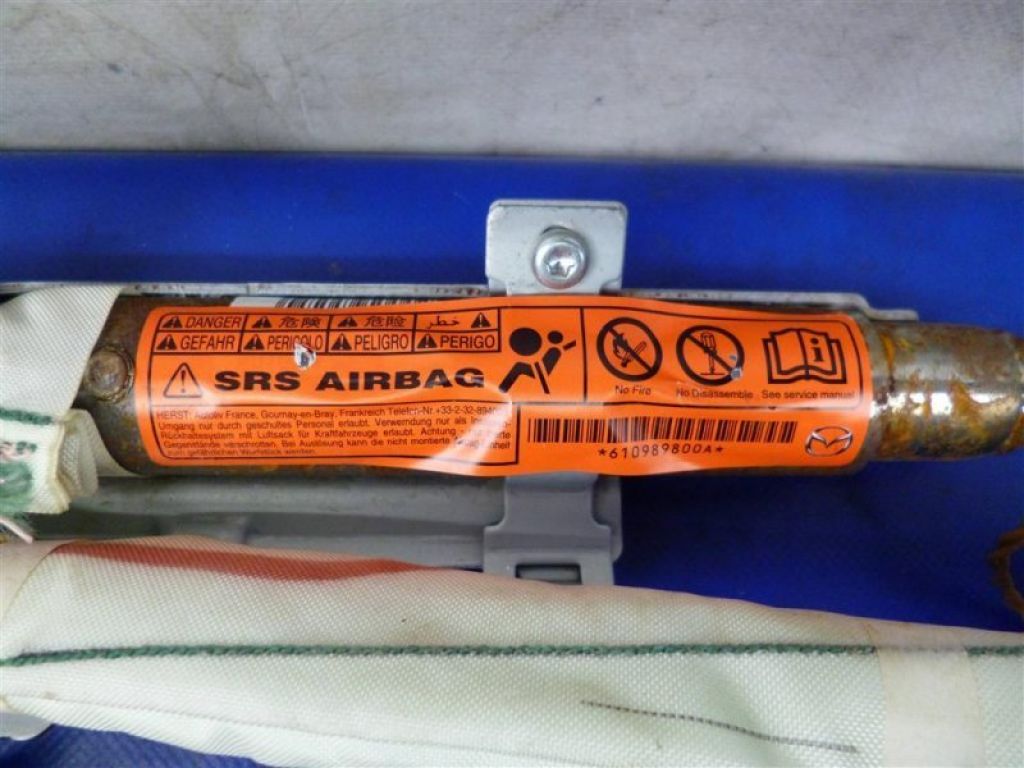 DANGER 危険 危险 خطر
GEFAHR PERICOLO PELIGRO PERIGO
SRS AIRBAG
HERST: Autoliv France, Gournay-en-Bray, Frankreich Telefon-Nr +33-2-32-89
Umgang nur durch geschultes Personal erlaubt. Verwendung nur als
Rückhaltesystem mit Luftsack für Kraftfahrzeuge erlaubt. Achtung -
Gegenstände verschrotten. Bei Auslösung kann die nicht montierte
zum gefährlichen Wurfstück werden.
No Fire No Disassemble See service manual
*610989800A*